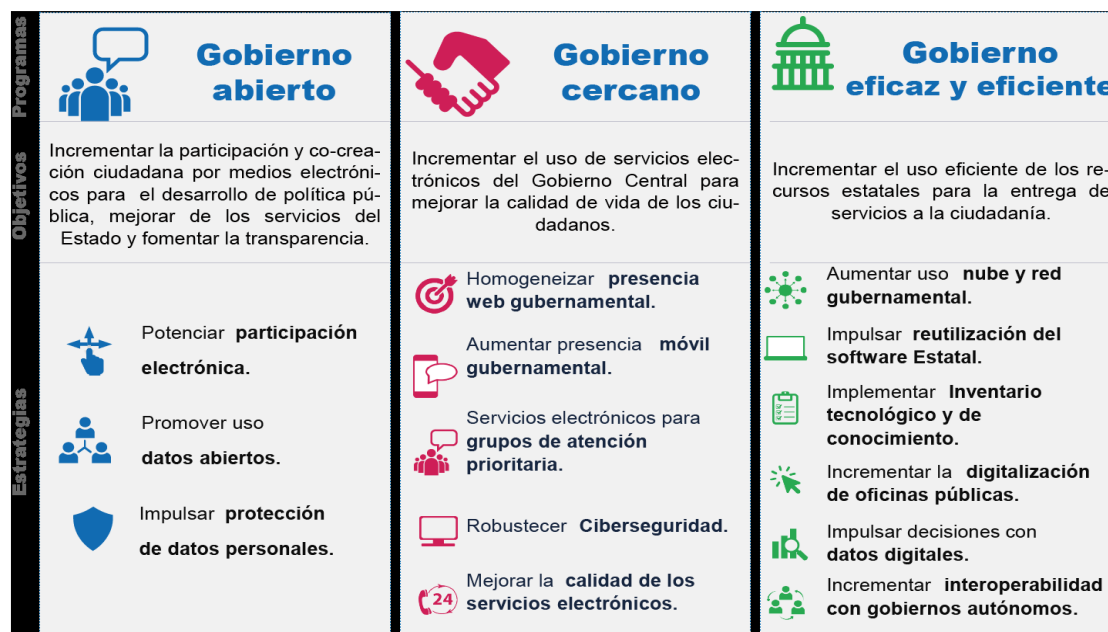 Programas
Gobierno
abierto
Gobierno
cercano
Gobierno
eficaz y eficiente
Objetivos
Incrementar la participación y co-crea-
ción ciudadana por medios electróni-
cos para el desarrollo de política pú-
blica, mejorar de los servicios del
Estado y fomentar la transparencia.
Incrementar el uso de servicios elec-
trónicos del Gobierno Central para
mejorar la calidad de vida de los ciu-
dadanos.
Incrementar el uso eficiente de los re-
cursos estatales para la entrega de
servicios a la ciudadanía.
Estrategias
Potenciar participación
electrónica.
Promover uso
datos abiertos.
Impulsar protección
de datos personales.
Homogeneizar presencia
web gubernamental.
Aumentar presencia móvil
gubernamental.
Servicios electrónicos para
grupos de atención
prioritaria.
Robustecer Ciberseguridad.
24
Mejorar la calidad de los
servicios electrónicos.
Aumentar uso nube y red
gubernamental.
Impulsar reutilización del
software Estatal.
Implementar Inventario
tecnológico y de
conocimiento.
Incrementar la digitalización
de oficinas públicas.
Impulsar decisiones con
datos digitales.
Incrementar interoperabilidad
con gobiernos autónomos.